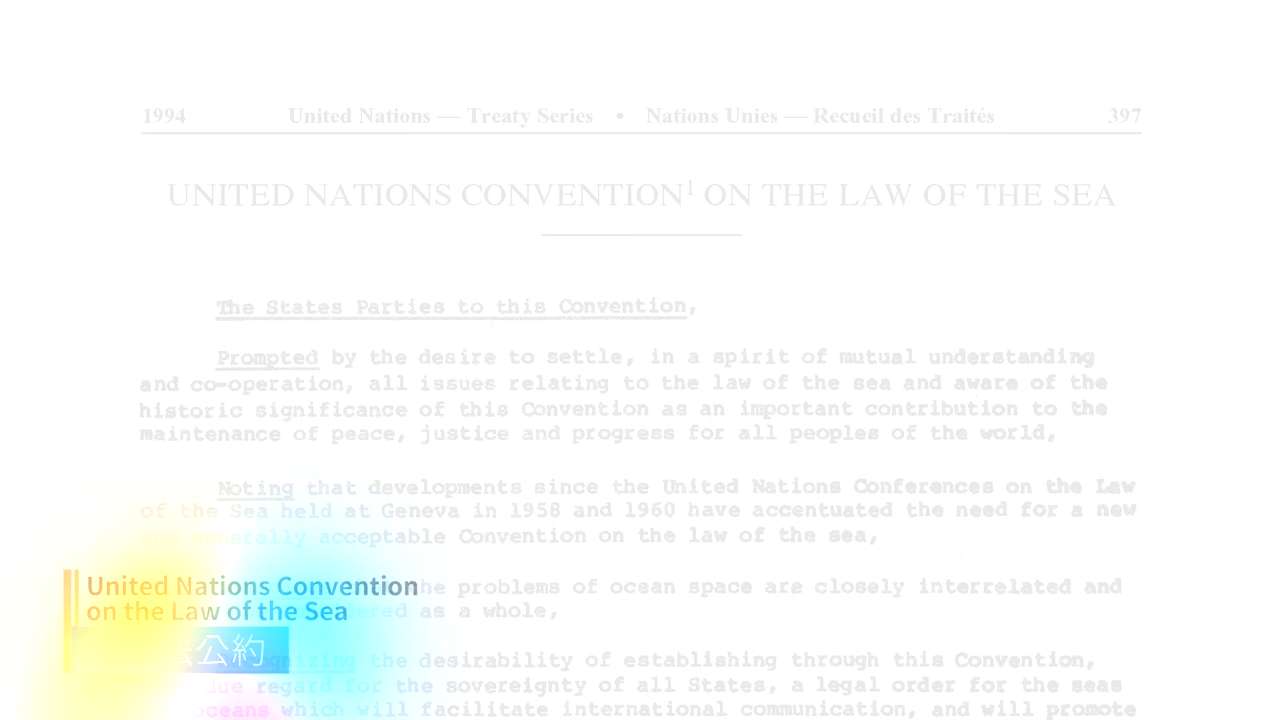 1994 United Nations — Treaty Series • Nations Unies — Recueil des Traités 397
UNITED NATIONS CONVENTION¹ ON THE LAW OF THE SEA
The States Parties to this Convention,
Prompted by the desire to settle, in a spirit of mutual understanding
and co-operation, all issues relating to the law of the sea and aware of the
historic significance of this Convention as an important contribution to the
maintenance of peace, justice and progress for all peoples of the world,
Noting that developments since the United Nations Conferences on the Law
of the Sea held at Geneva in 1958 and 1960 have accentuated the need for a new
and generally acceptable Convention on the law of the sea,
the problems of ocean space are closely interrelated and
as a whole,
the desirability of establishing through this Convention,
due regard for the sovereignty of all States, a legal order for the seas
oceans which will facilitate international communication, and will promote
United Nations Convention
on the Law of the Sea
公約